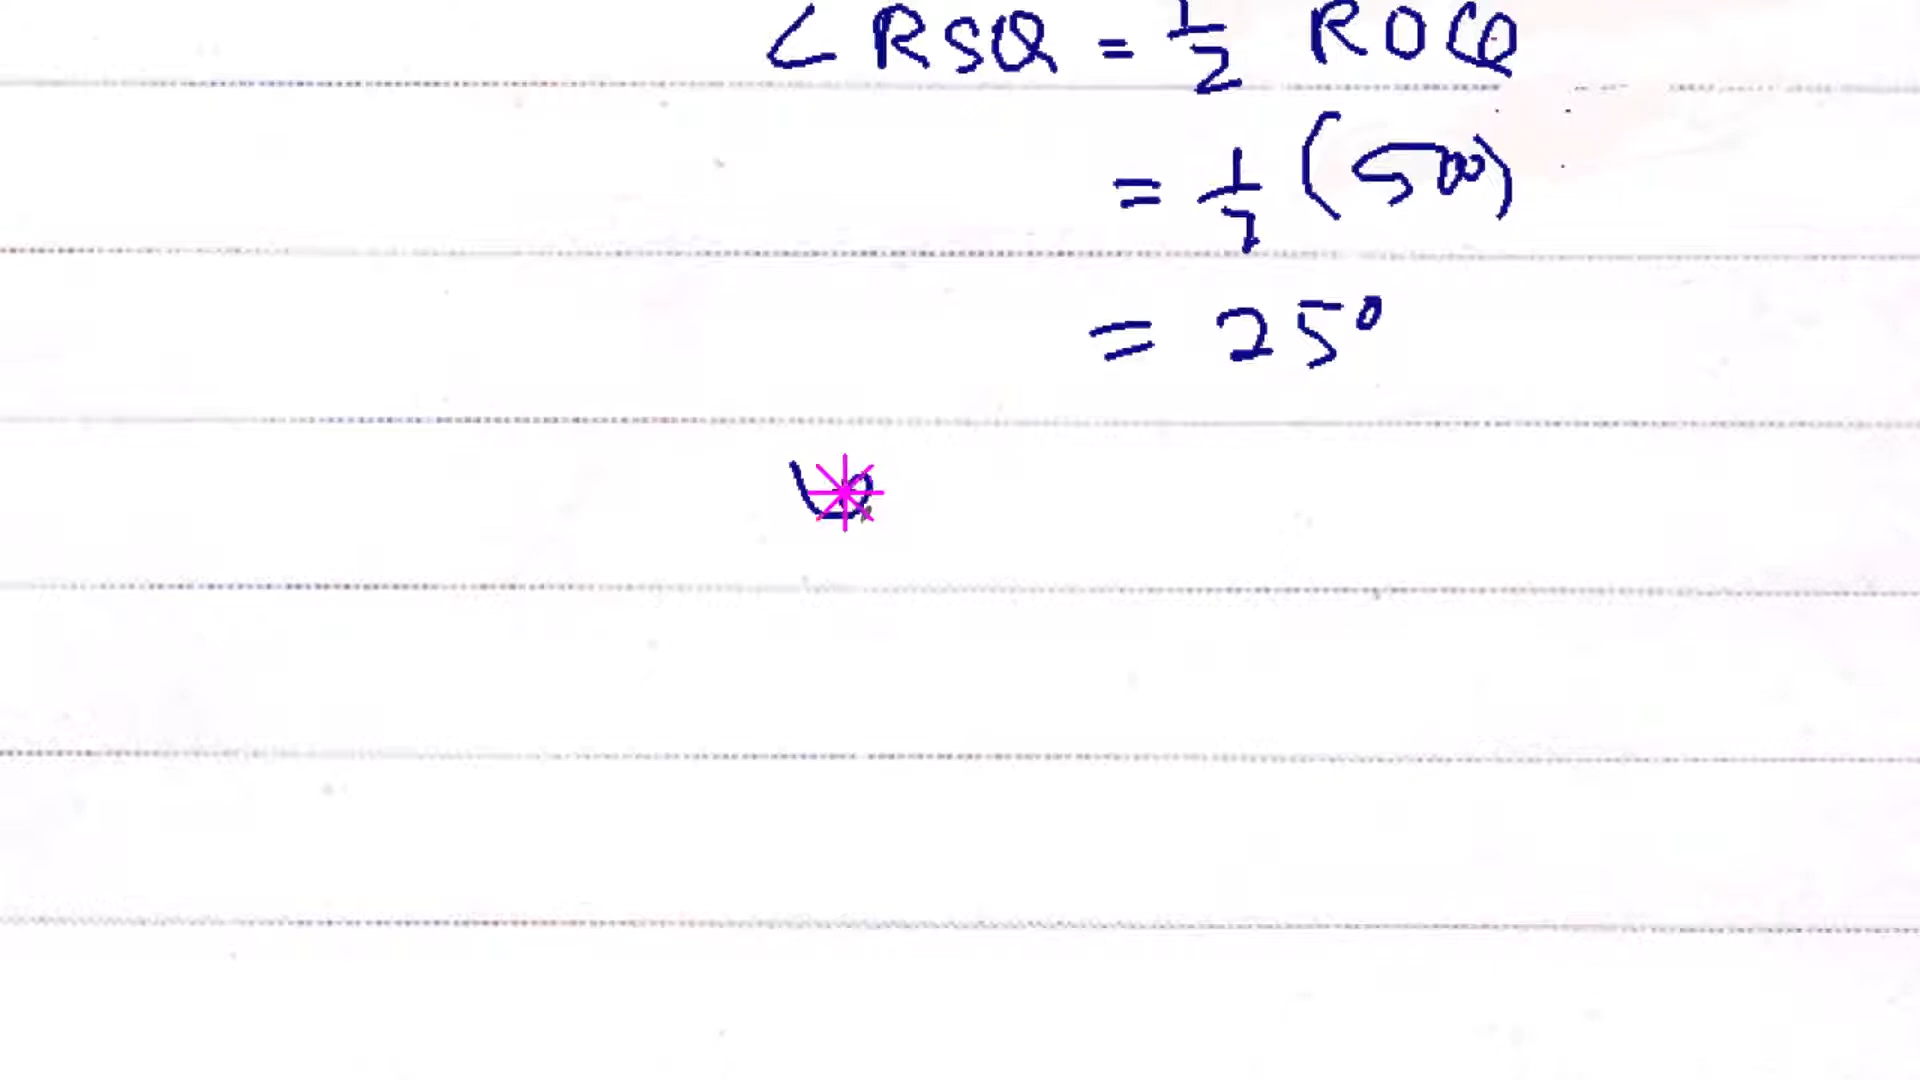 ∠RSQ = 1/2 ROQ
= 1/2 (50°)
= 25°